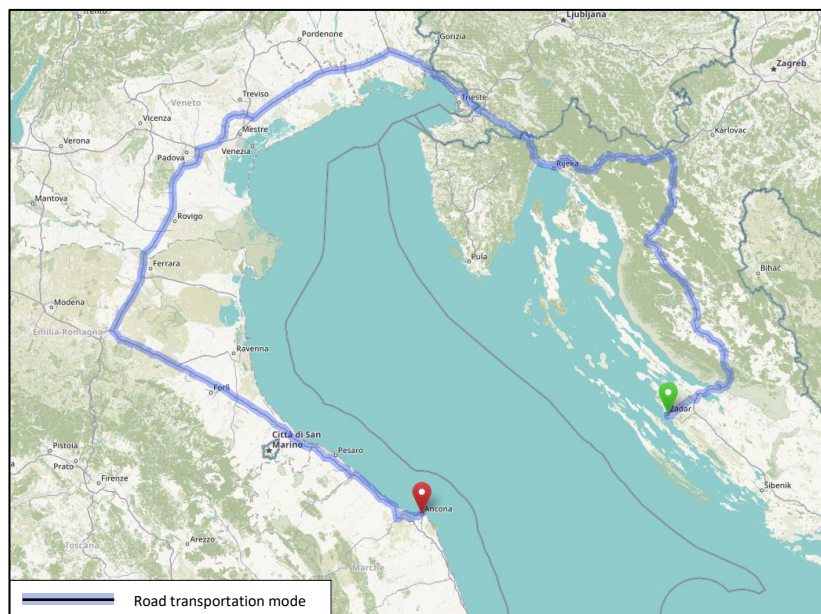 Trento
Ljubljana
Pordenone
Gorizia
Zagreb
Treviso
Trieste
Veneto
Vicenza
Karlovac
Verona
Mestre
Padova
Venezia
Rijeka
Mantova
Rovigo
Pula
Ferrara
Bihać
Modena
Emilia-Romagna
Ravenna
Forlì
Zadar
Città di San
Marino
Pistoia
Pesaro
Prato
Firenze
Šibenik
Ancona
Toscana
Arezzo
Marche
Road transportation mode